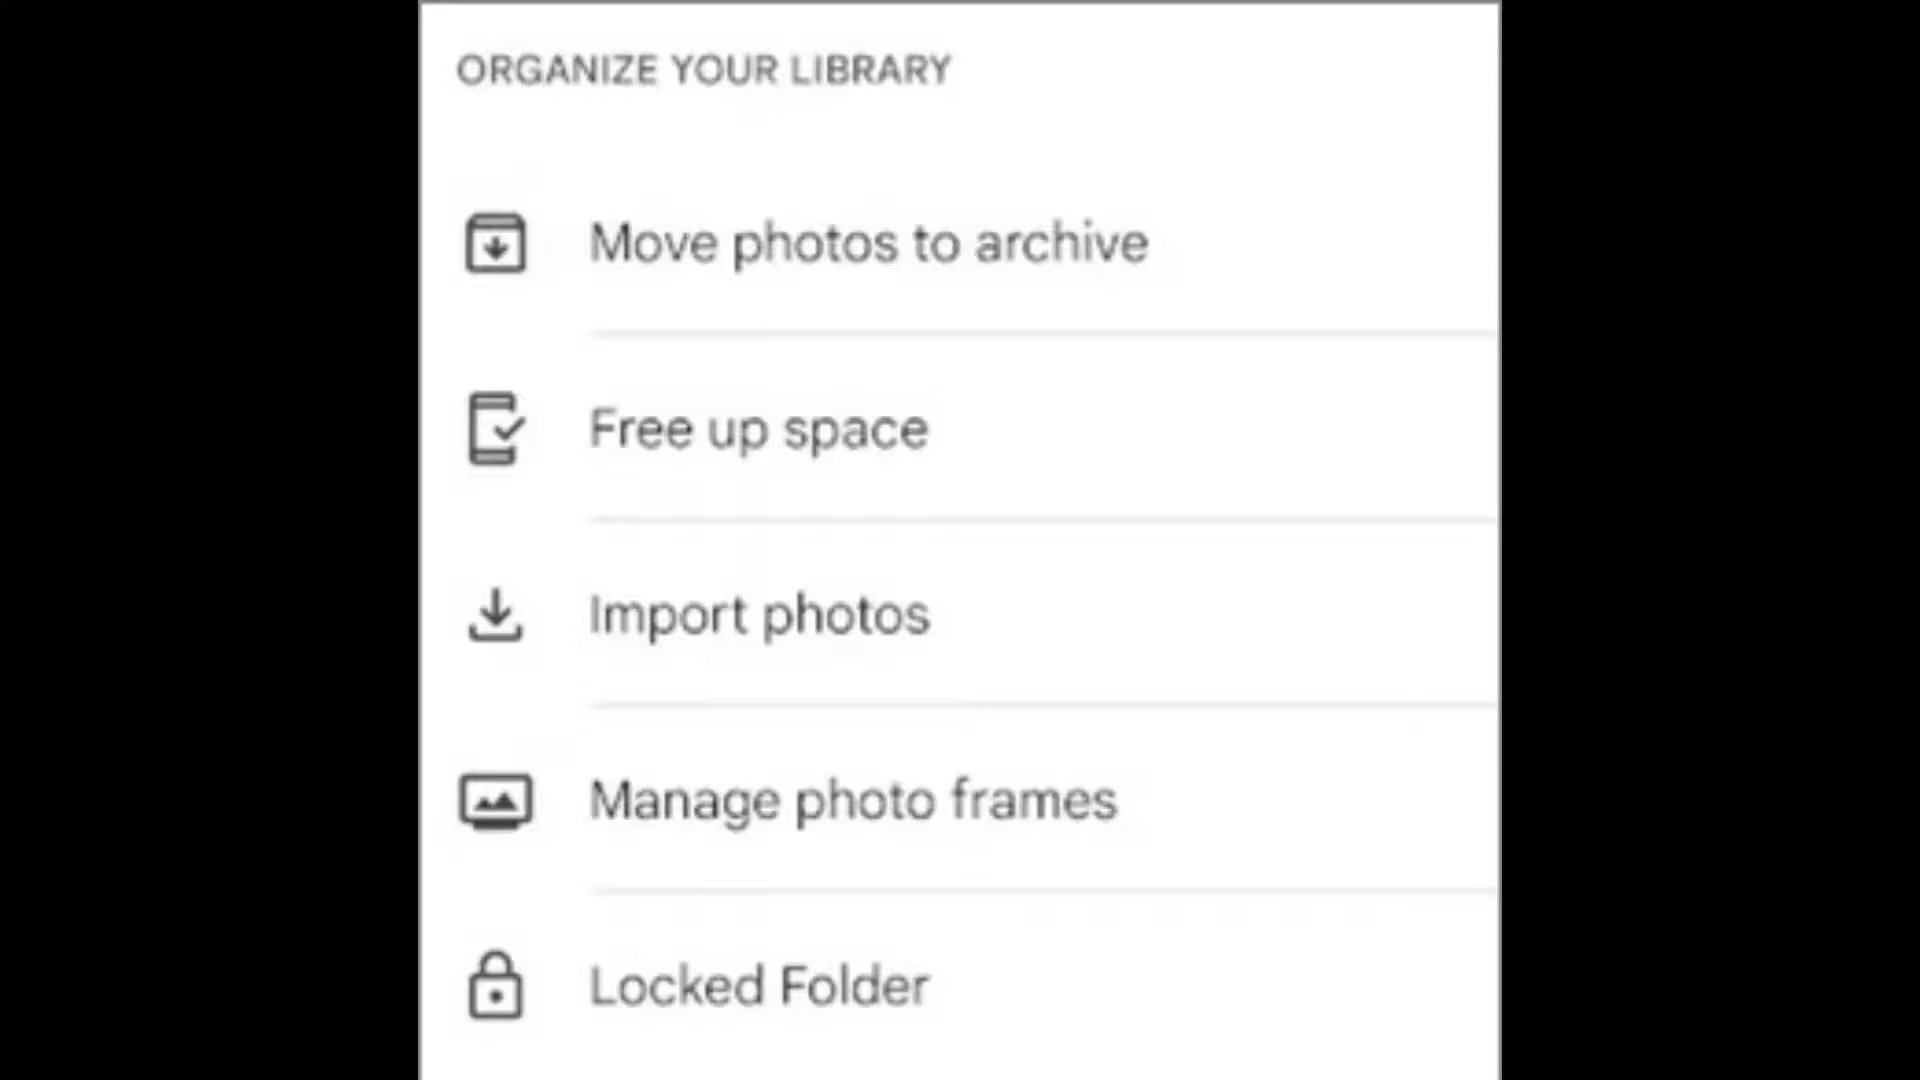 ORGANIZE YOUR LIBRARY
Move photos to archive
Free up space
Import photos
Manage photo frames
Locked Folder